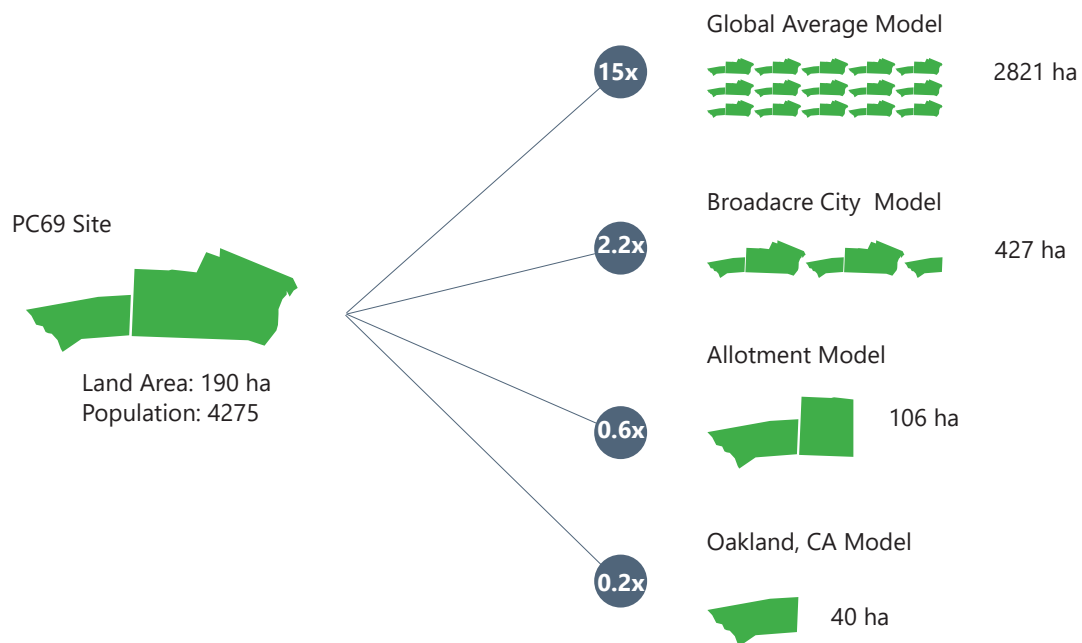 PC69 Site
Land Area: 190 ha
Population: 4275
15x
Global Average Model
2821 ha
2.2x
Broadacre City  Model
427 ha
0.6x
Allotment Model
106 ha
0.2x
Oakland, CA Model
40 ha